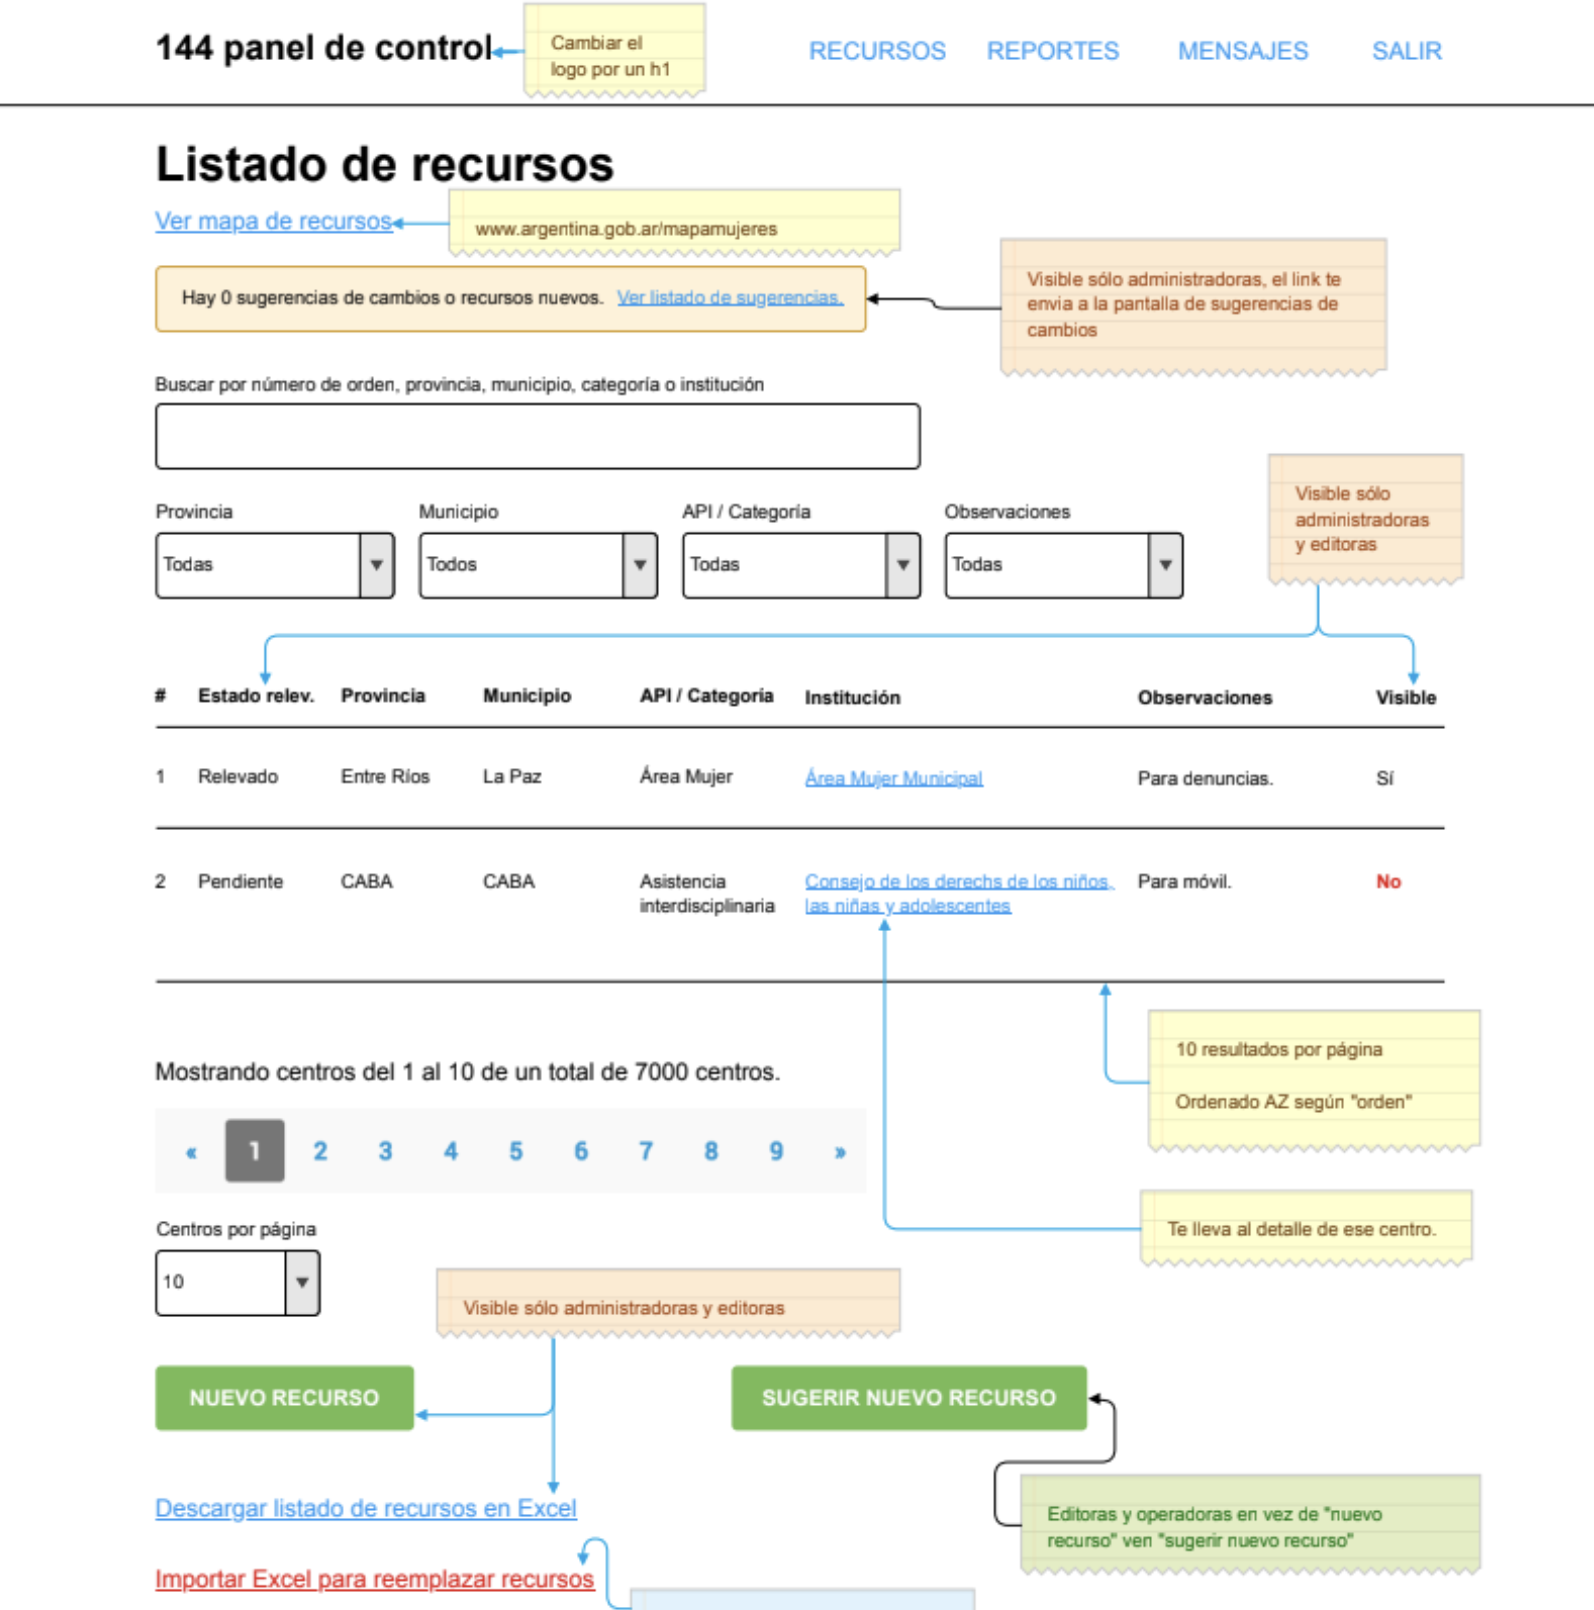 144 panel de control
Cambiar el
logo por un h1
RECURSOS REPORTES MENSAJES SALIR
Listado de recursos
Ver mapa de recursos
www.argentina.gob.ar/mapamujeres
Hay 0 sugerencias de cambios o recursos nuevos. Ver listado de sugerencias.
Visible sólo administradoras, el link te
envia a la pantalla de sugerencias de
cambios
Buscar por número de orden, provincia, municipio, categoría o institución
Visible sólo
administradoras
y editoras
Provincia Municipio API / Categoría Observaciones
Todas Todos Todas Todas
# Estado relev. Provincia Municipio API / Categoría Institución Observaciones Visible
1 Relevado Entre Ríos La Paz Área Mujer Área Mujer Municipal Para denuncias. Sí
2 Pendiente CABA CABA Asistencia Consejo de los derechs de los niños, Para móvil. No
interdisciplinaria las niñas y adolescentes
10 resultados por página
Ordenado AZ según "orden"
Mostrando centros del 1 al 10 de un total de 7000 centros.
« 1 2 3 4 5 6 7 8 9 »
Te lleva al detalle de ese centro.
Centros por página
10
Visible sólo administradoras y editoras
NUEVO RECURSO
SUGERIR NUEVO RECURSO
Descargar listado de recursos en Excel
Editoras y operadoras en vez de "nuevo
recurso" ven "sugerir nuevo recurso"
Importar Excel para reemplazar recursos